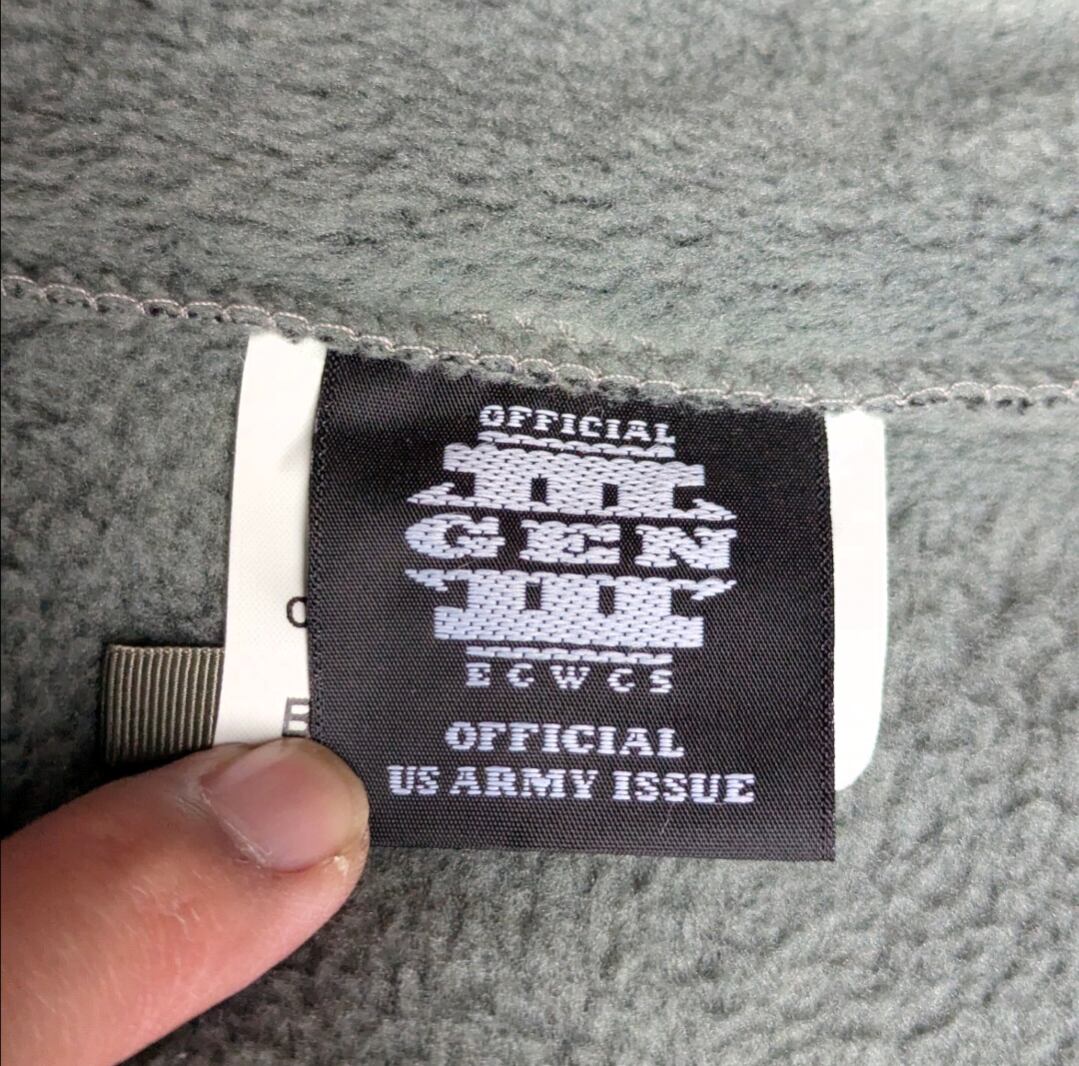 OFFICIAL
III
GEN
III
ECWCS
OFFICIAL
US ARMY ISSUE